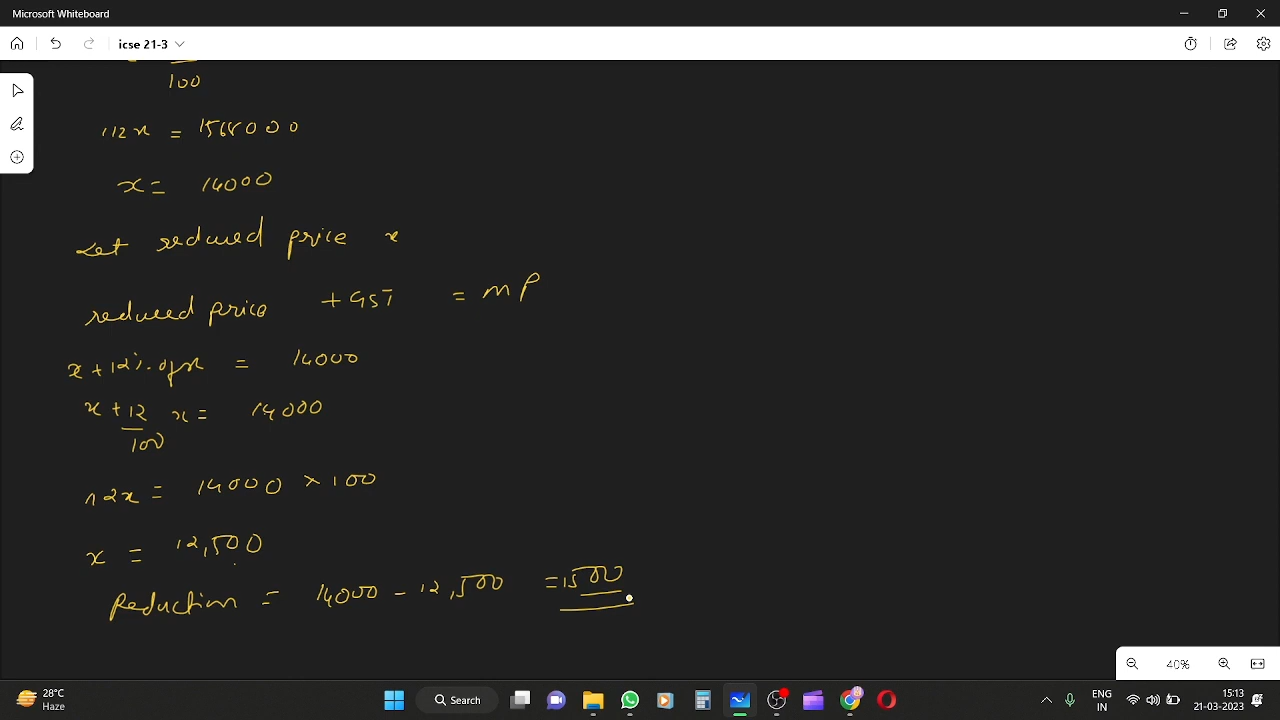 Microsoft Whiteboard
icse 21-3
100
112x = 1568000
x = 14000
Let reduced price x
reduced price + GST = MP
x + 12% of x = 14000
x + 12/100 x = 14000
112x = 14000 × 100
x = 12,500
Reduction = 14000 - 12,500 = 1500
40%
28°C
Haze
Search
ENG
IN
15:13
21-03-2023